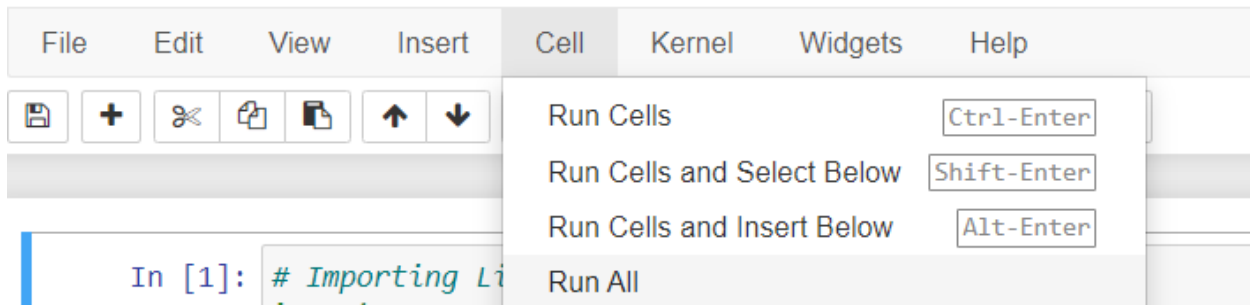 File Edit View Insert Cell Kernel Widgets Help
Run Cells Ctrl-Enter
Run Cells and Select Below Shift-Enter
Run Cells and Insert Below Alt-Enter
In [1]: # Importing
Run All